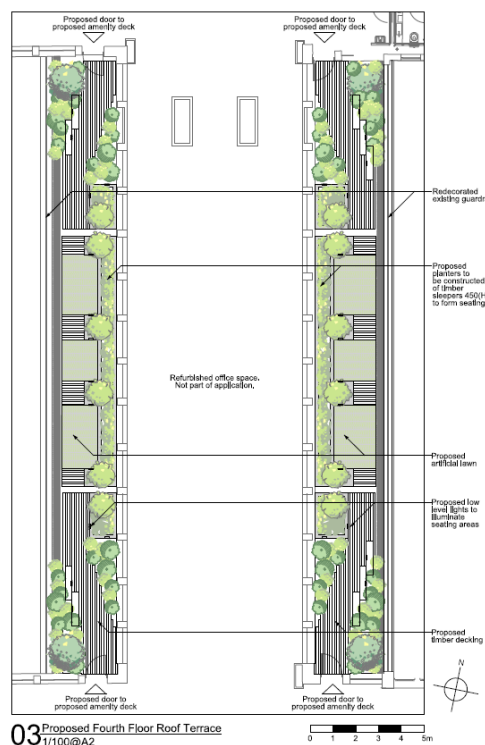 Proposed door to
proposed amenity deck
Proposed door to
proposed amenity deck
Redecorated
existing guardr
Proposed
planters to
be constructed
of timber
sleepers 450(H
to form seating
Refurbished office space.
Not part of application.
Proposed
artificial lawn
Proposed low
level lights to
illuminate
seating areas
Proposed
timber decking
N
Proposed door to
proposed amenity deck
Proposed door to
proposed amenity deck
03 Proposed Fourth Floor Roof Terrace
1/100@A2
0 1 2 3 4 5m